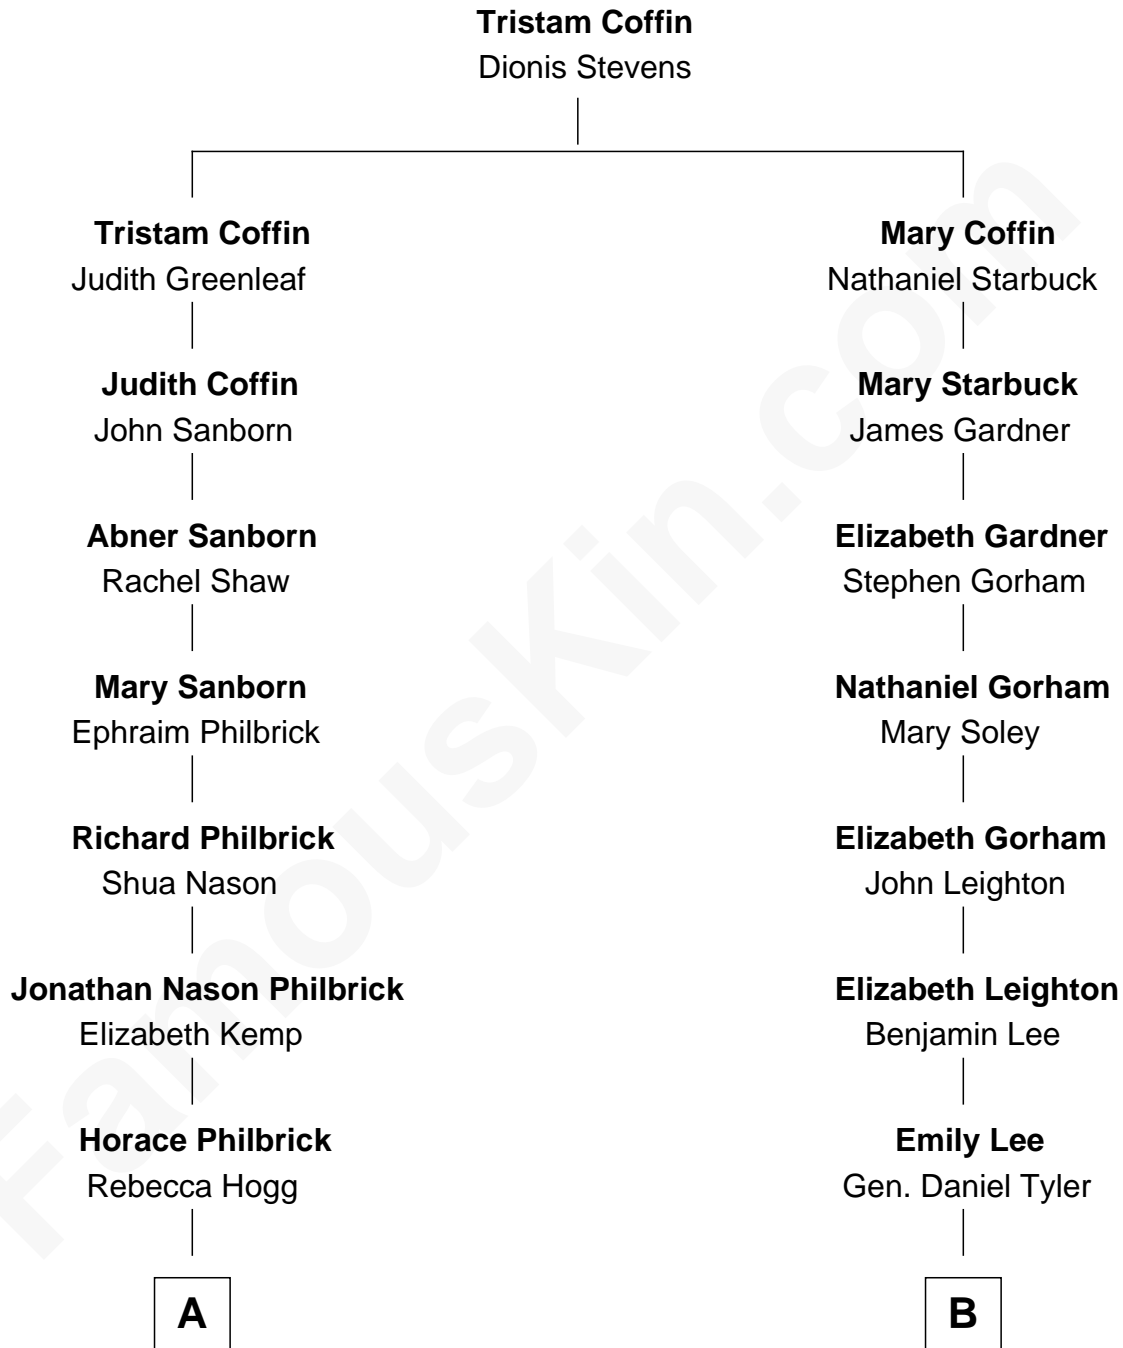 Tristam Coffin
Dionis Stevens
Tristam Coffin
Judith Greenleaf
Mary Coffin
Nathaniel Starbuck
Judith Coffin
John Sanborn
Mary Starbuck
James Gardner
Abner Sanborn
Rachel Shaw
Elizabeth Gardner
Stephen Gorham
Mary Sanborn
Ephraim Philbrick
Nathaniel Gorham
Mary Soley
Richard Philbrick
Shua Nason
Elizabeth Gorham
John Leighton
Jonathan Nason Philbrick
Elizabeth Kemp
Elizabeth Leighton
Benjamin Lee
Horace Philbrick
Rebecca Hogg
Emily Lee
Gen. Daniel Tyler
A
B
FamousKin.com